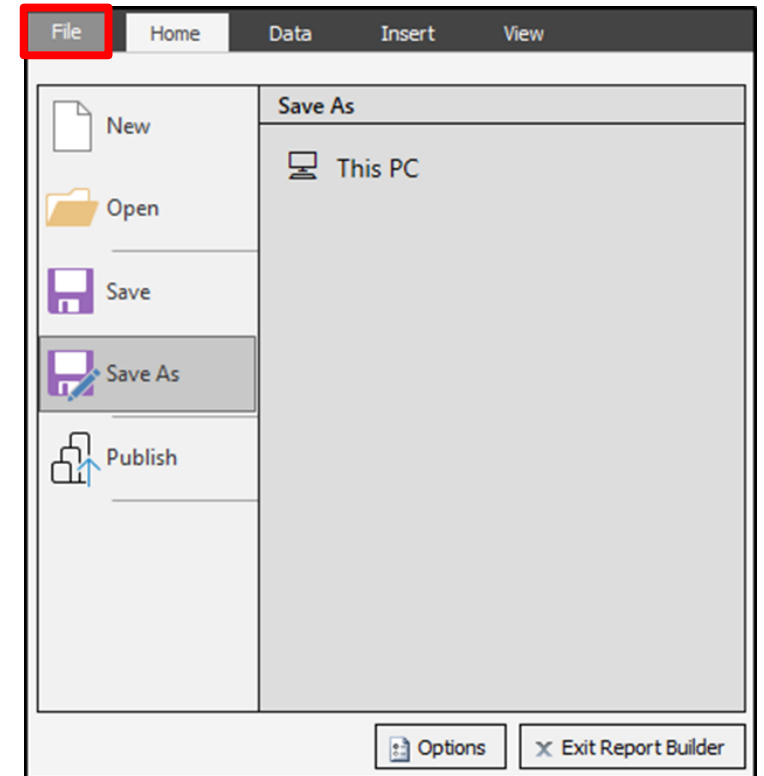 File Home Data Insert View
Save As
New
This PC
Open
Save
Save As
Publish
Options
Exit Report Builder